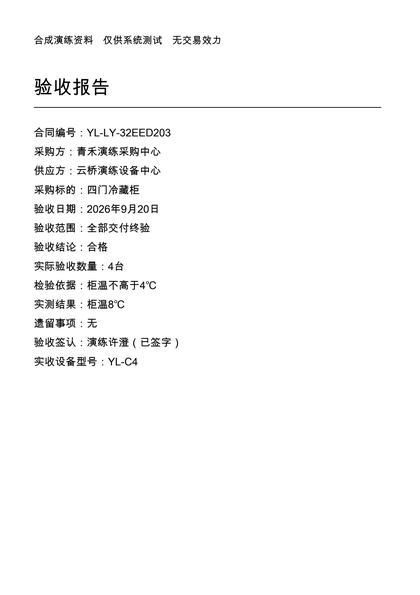 合成演练资料　仅供系统测试　无交易效力
验收报告
合同编号：YL-LY-32EED203
采购方：青禾演练采购中心
供应方：云桥演练设备中心
采购标的：四门冷藏柜
验收日期：2026年9月20日
验收范围：全部交付终验
验收结论：合格
实际验收数量：4台
检验依据：柜温不高于4℃
实测结果：柜温8℃
遗留事项：无
验收签认：演练许澄（已签字）
实收设备型号：YL-C4